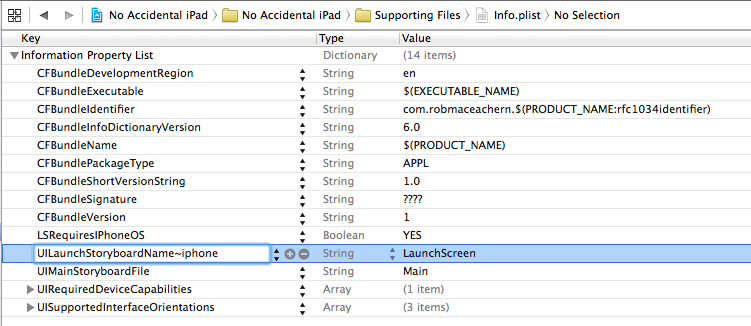 No Accidental iPad No Accidental iPad Supporting Files Info.plist No Selection
Key Type Value
Information Property List Dictionary (14 items)
CFBundleDevelopmentRegion String en
CFBundleExecutable String $(EXECUTABLE_NAME)
CFBundleIdentifier String com.robmaceachern.$(PRODUCT_NAME:rfc1034identifier)
CFBundleInfoDictionaryVersion String 6.0
CFBundleName String $(PRODUCT_NAME)
CFBundlePackageType String APPL
CFBundleShortVersionString String 1.0
CFBundleSignature String ????
CFBundleVersion String 1
LSRequiresIPhoneOS Boolean YES
UILaunchStoryboardName~iphone String LaunchScreen
UIMainStoryboardFile String Main
UIRequiredDeviceCapabilities Array (1 item)
UISupportedInterfaceOrientations Array (3 items)